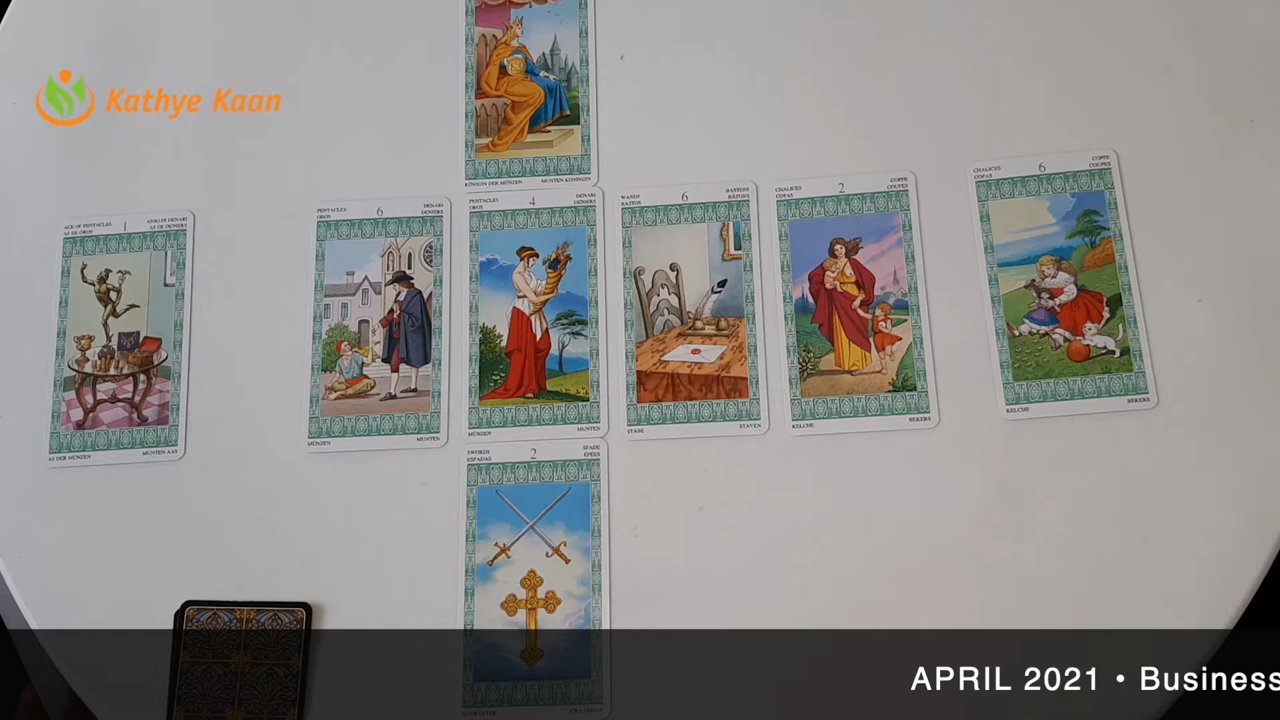 Kathye Kaan
KÖNIGIN DER MÜNZEN MUNTEN KONINGIN
ACE OF PENTACLES 1 ASSO DI DENARI
AS DE OROS AS DE DENIERS
AS DER MÜNZEN MUNTEN AAS
PENTACLES 6 DENARI
OROS DENIERS
MÜNZEN MUNTEN
PENTACLES 4 DENARI
OROS DENIERS
MÜNZEN MUNTEN
WANDS 6 BASTONI
BASTOS BÂTONS
STÄBE STAVEN
CHALICES 2 COPPE
COPAS COUPES
KELCHE BEKERS
CHALICES 6 COPPE
COPAS COUPES
KELCHE BEKERS
SWORDS 2 SPADE
ESPADAS ÉPÉES
APRIL 2021 • Business